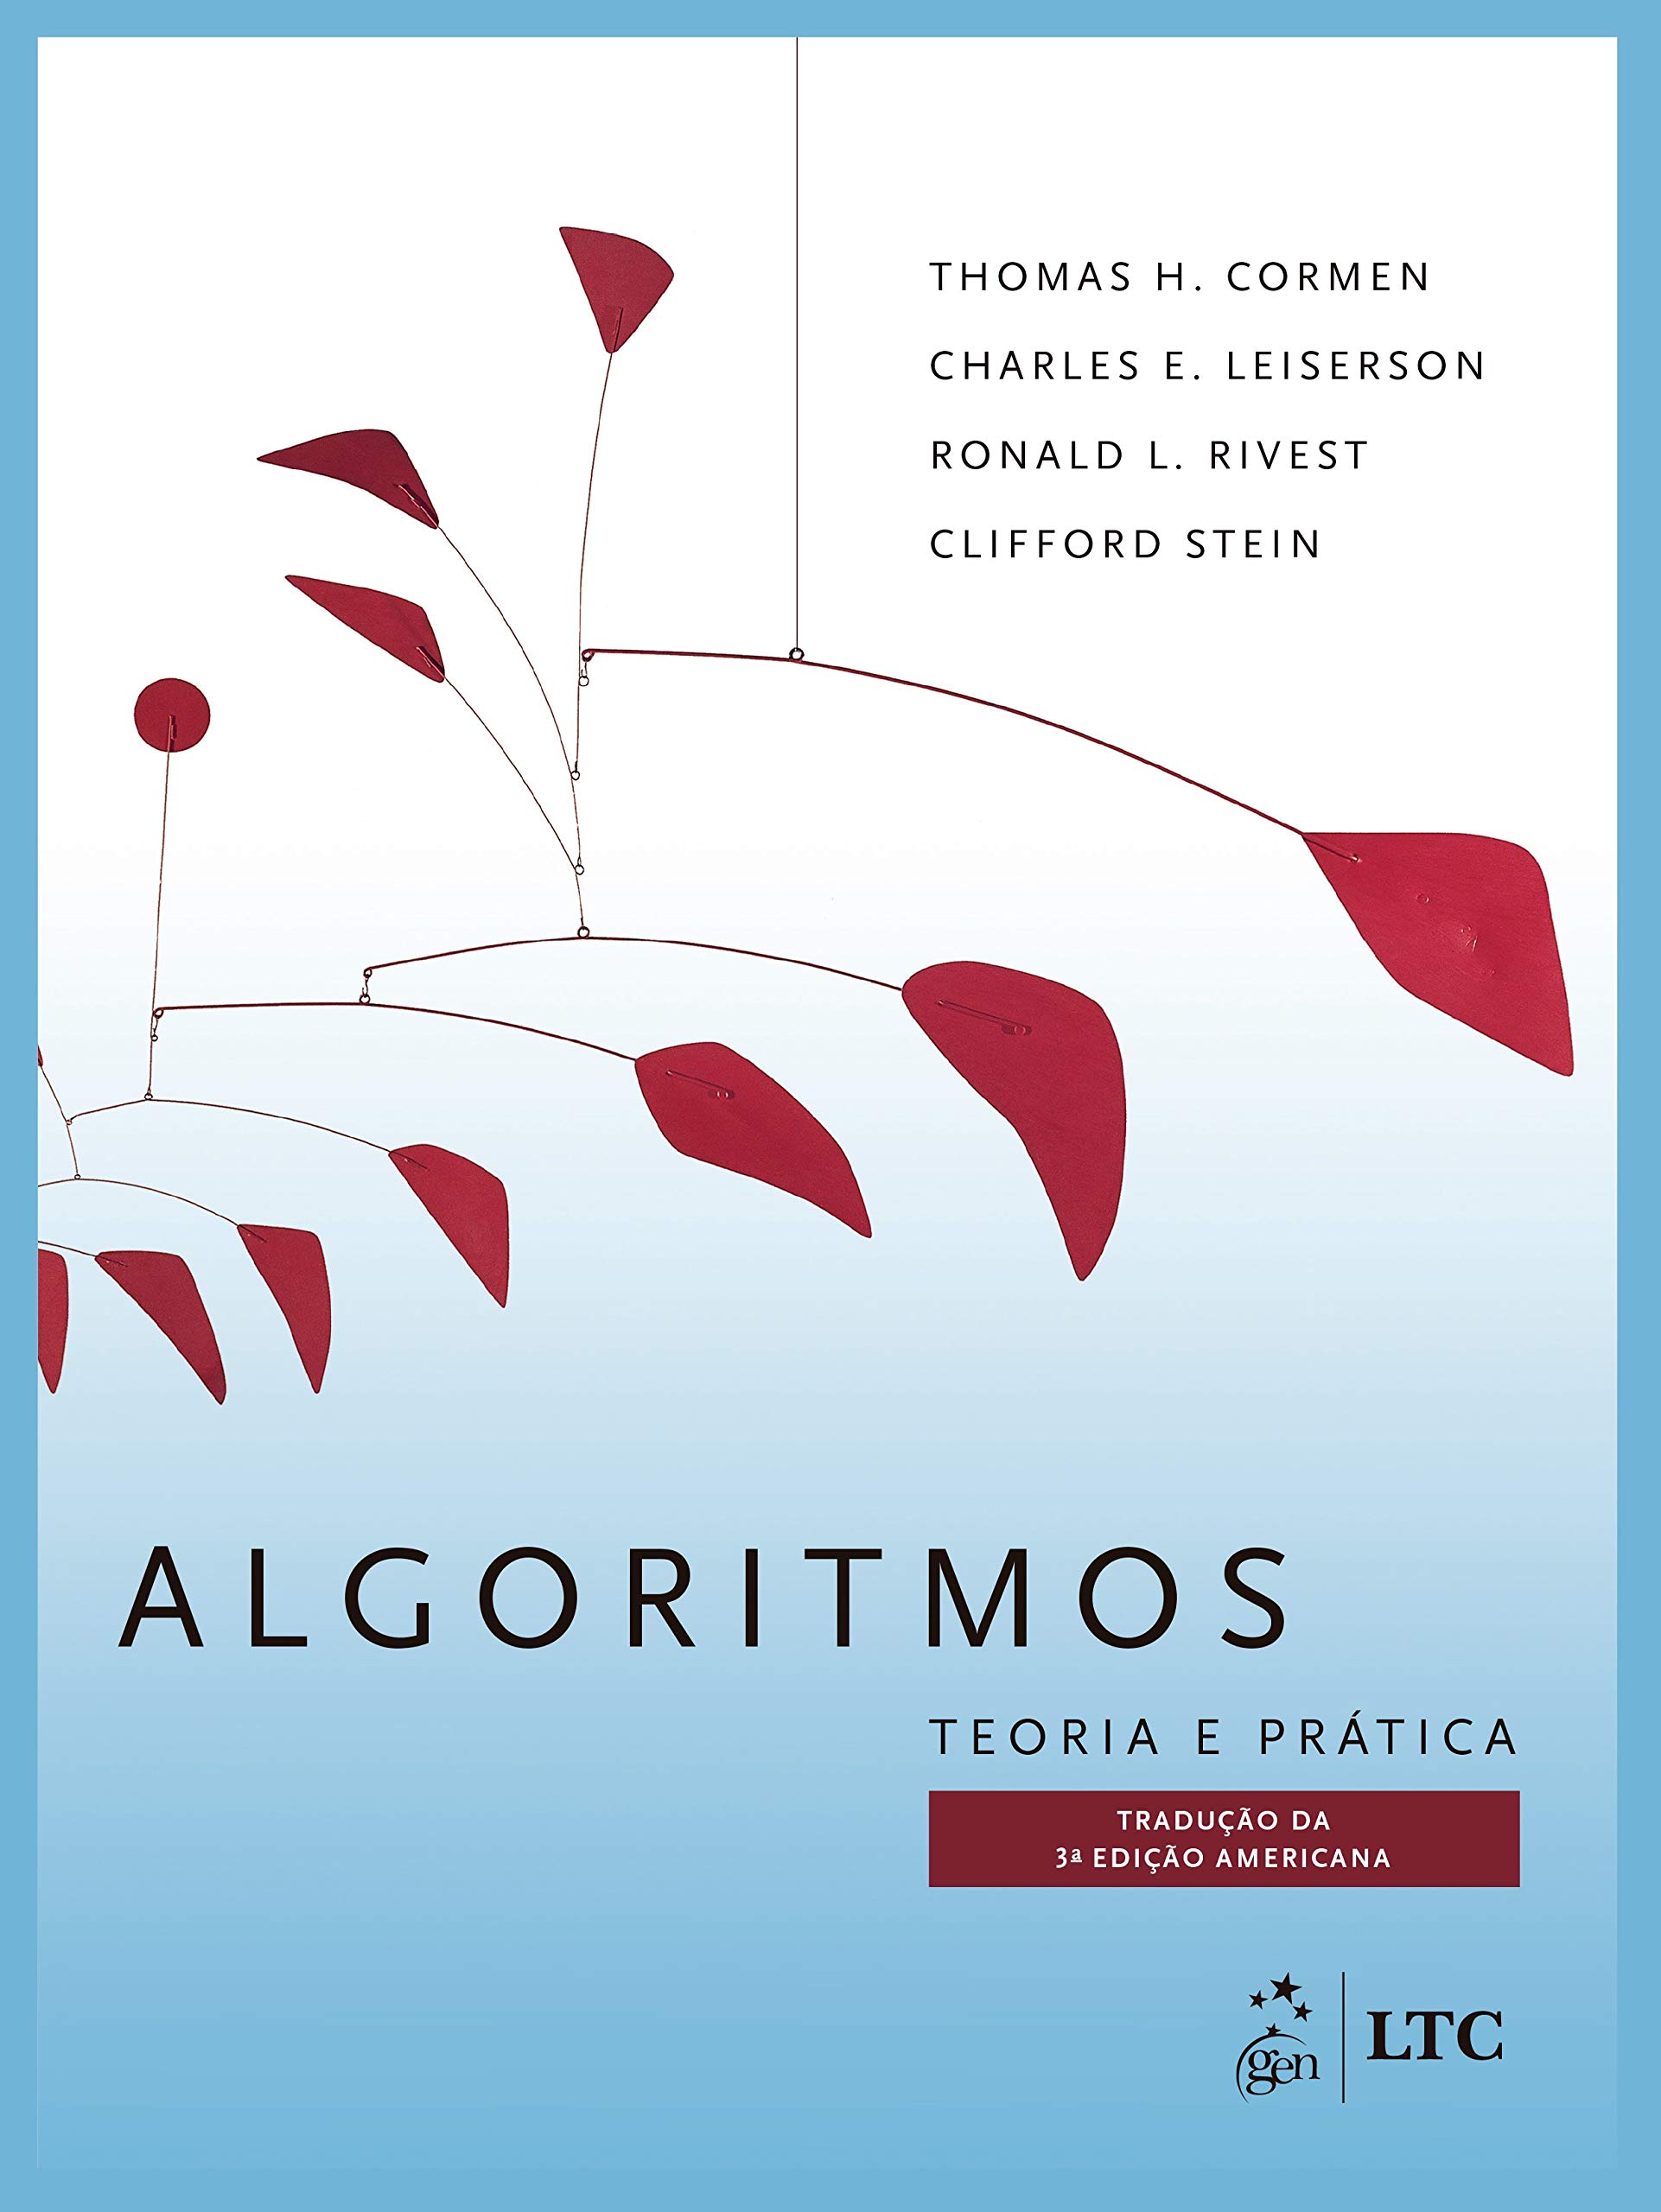 THOMAS H. CORMEN
CHARLES E. LEISERSON
RONALD L. RIVEST
CLIFFORD STEIN
ALGORITMOS
TEORIA E PRÁTICA
TRADUÇÃO DA
3ª EDIÇÃO AMERICANA
gen
LTC